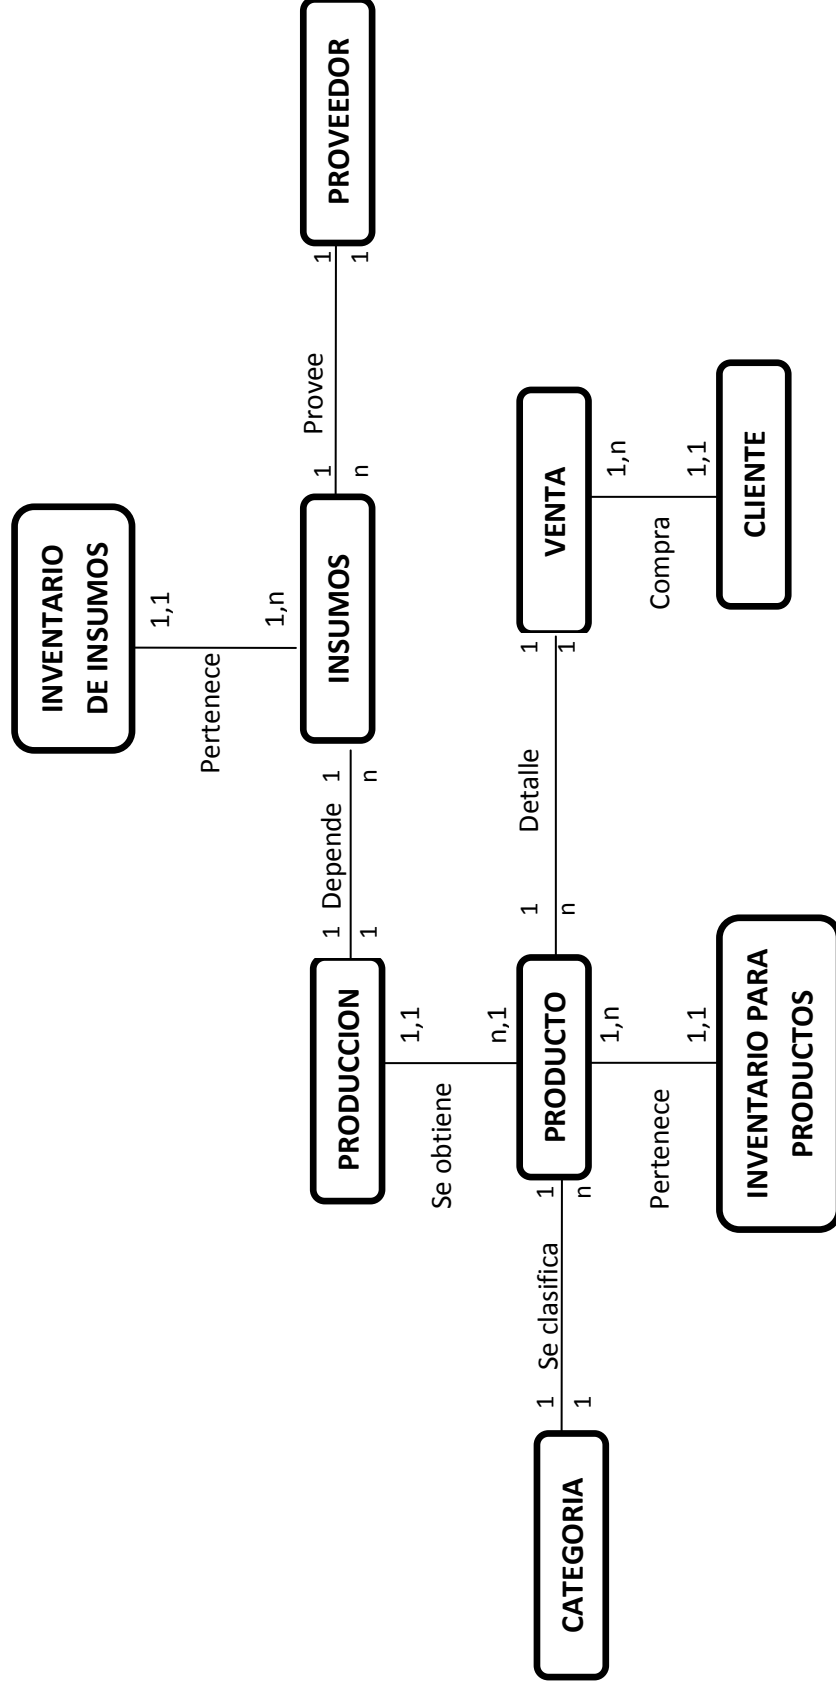 PROVEEDOR
1
1
Provee
1
n
INVENTARIO
DE INSUMOS
1,1
Pertenece
1,n
INSUMOS
1
n
Depende
1
1
PRODUCCION
1,1
Se obtiene
n,1
PRODUCTO
1
n
Detalle
1
1
VENTA
1,n
Compra
1,1
CLIENTE
1,n
Pertenece
1,1
INVENTARIO PARA
PRODUCTOS
1
n
Se clasifica
1
1
CATEGORIA